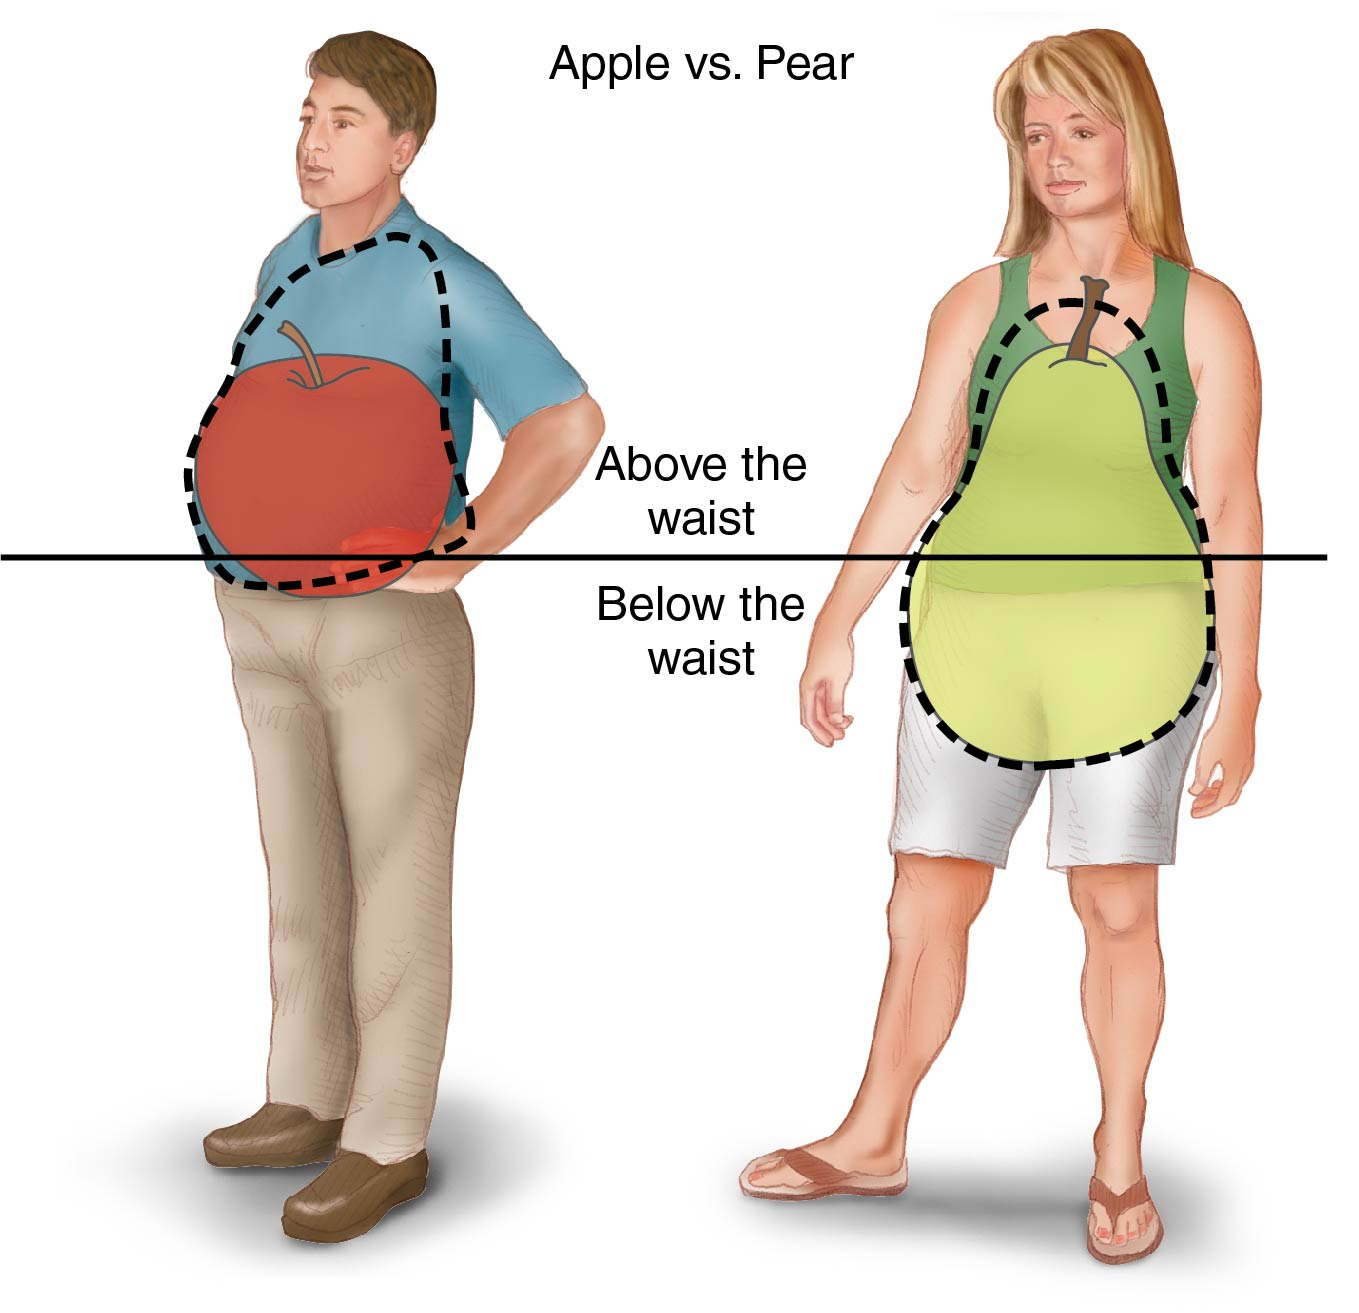 Apple vs. Pear
Above the
waist
Below the
waist